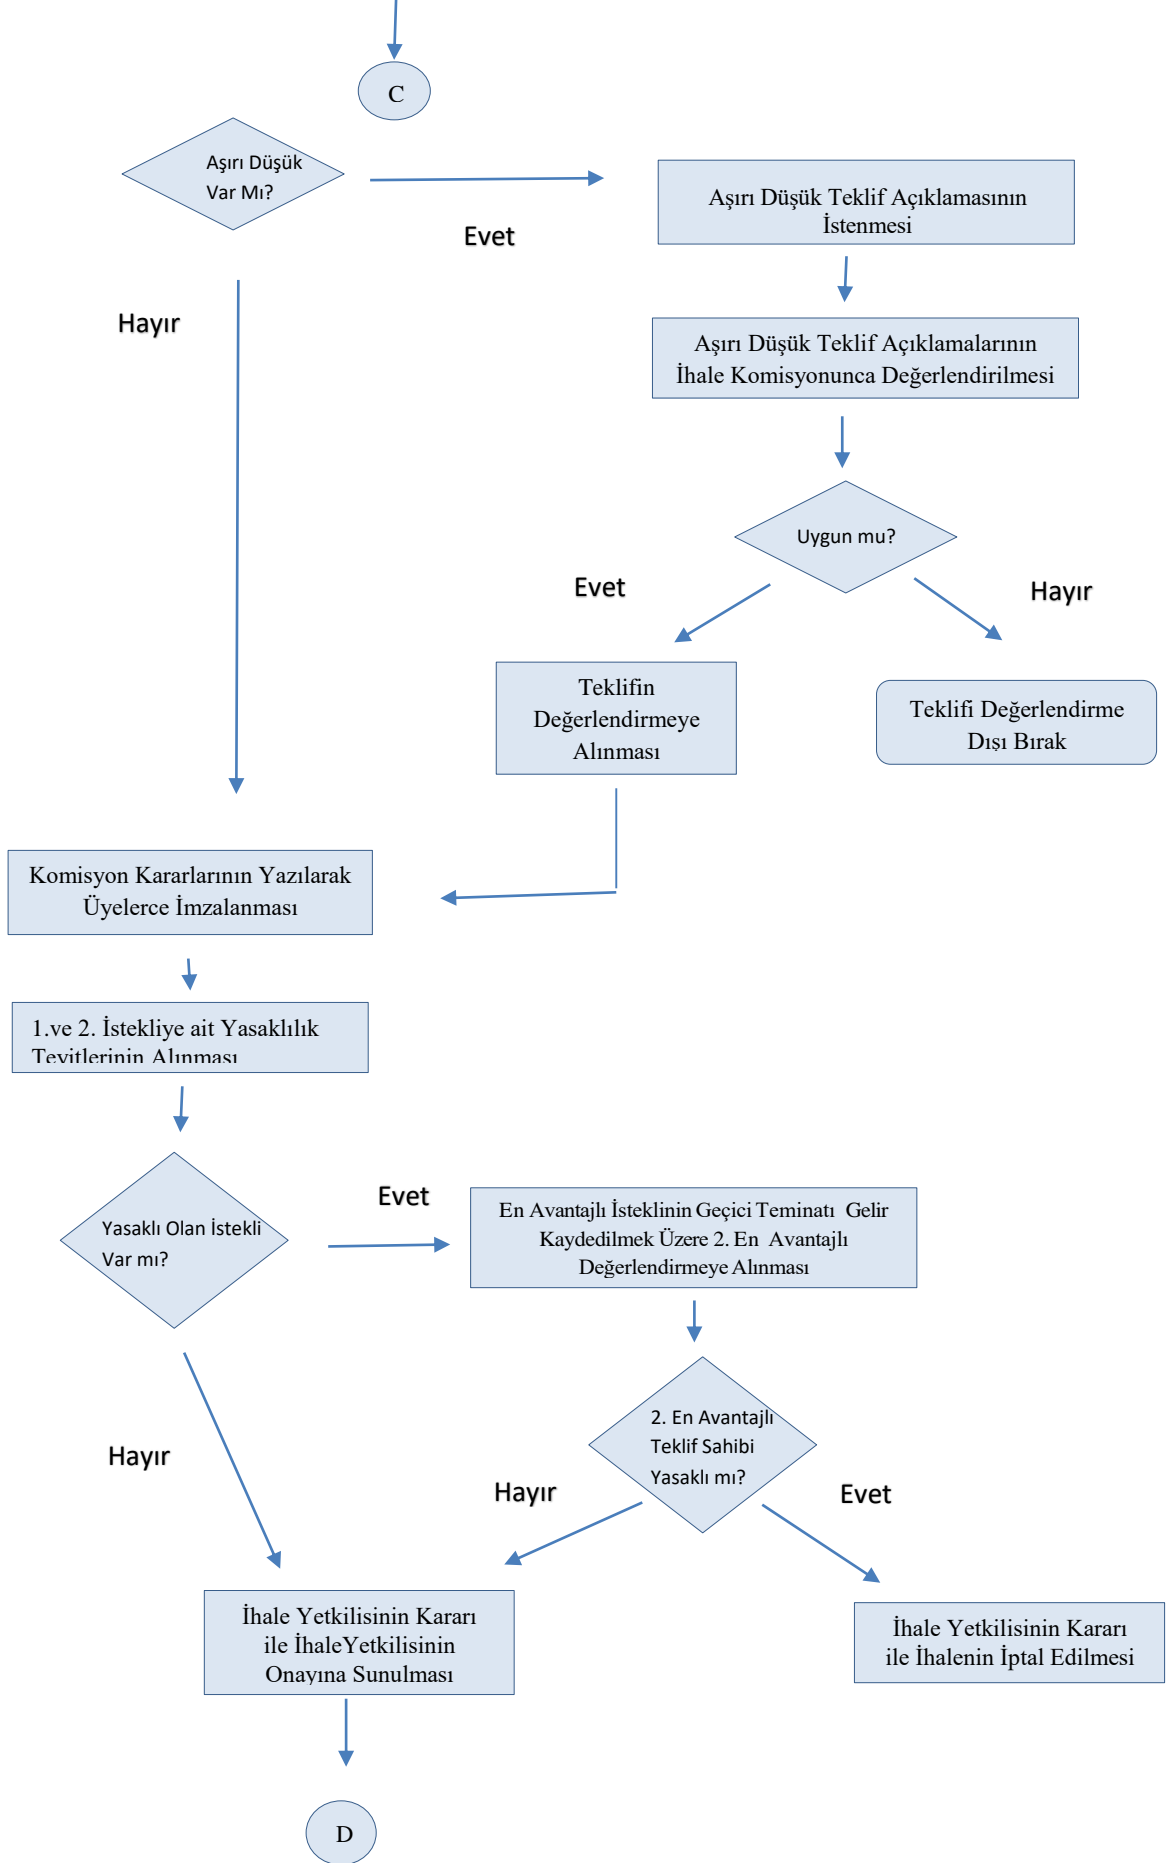 C
Aşırı Düşük
Var Mı?
Evet
Aşırı Düşük Teklif Açıklamasının
İstenmesi
Hayır
Aşırı Düşük Teklif Açıklamalarının
İhale Komisyonunca Değerlendirilmesi
Uygun mu?
Evet
Hayır
Teklifin
Değerlendirmeye
Alınması
Teklifi Değerlendirme
Dışı Bırak
Komisyon Kararlarının Yazılarak
Üyelerce İmzalanması
1.ve 2. İstekliye ait Yasaklılık
Teyitlerinin Alınması
Yasaklı Olan İstekli
Var mı?
Evet
En Avantajlı İsteklinin Geçici Teminatı Gelir
Kaydedilmek Üzere 2. En Avantajlı
Değerlendirmeye Alınması
Hayır
2. En Avantajlı
Teklif Sahibi
Yasaklı mı?
Hayır
Evet
İhale Yetkilisinin Kararı
ile İhaleYetkilisinin
Onayına Sunulması
İhale Yetkilisinin Kararı
ile İhalenin İptal Edilmesi
D